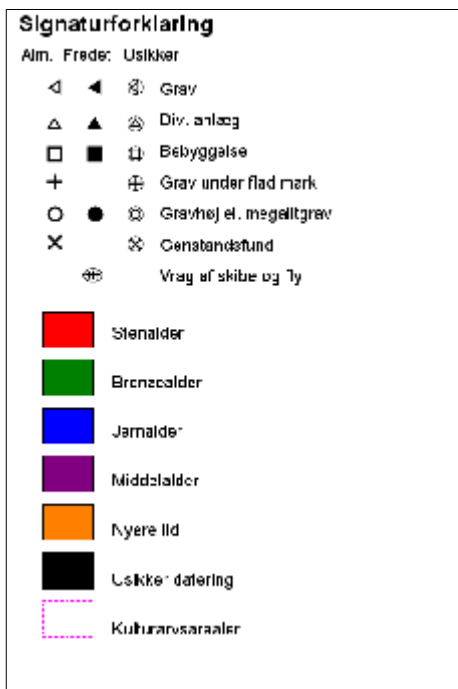 Signaturforklaring
Alm. Fredet Usikker
Grav
Div. anlæg
Bebyggelse
Grav under flad mark
Gravhøj el. megalitgrav
Genstandsfund
Vrag af skibe og fly
Stenalder
Bronzealder
Jernalder
Middelalder
Nyere tid
Usikker datering
Kulturarvsarealer